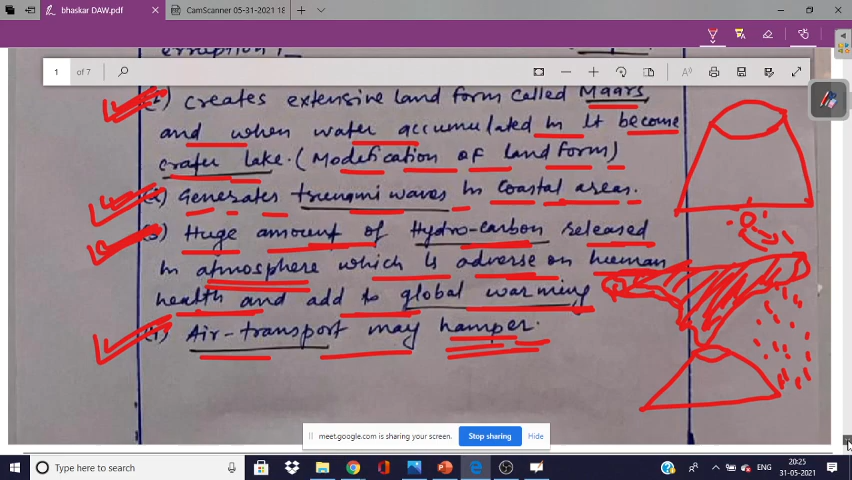 bhaskar DAW.pdf
CamScanner 05-31-2021 18
erruption :_
1 of 7
1) Creates extensive land form called Maars
and when water accumulated in It become
crater lake. (Modification of land form)
(2) Generates tsunami waves in coastal areas.
(3) Huge amount of Hydro-carbon released
In atmosphere which is adverse on human
health and add to global warming
Air-transport may hamper.
meet.google.com is sharing your screen. Stop sharing Hide
Type here to search
ENG
20:25
31-05-2021